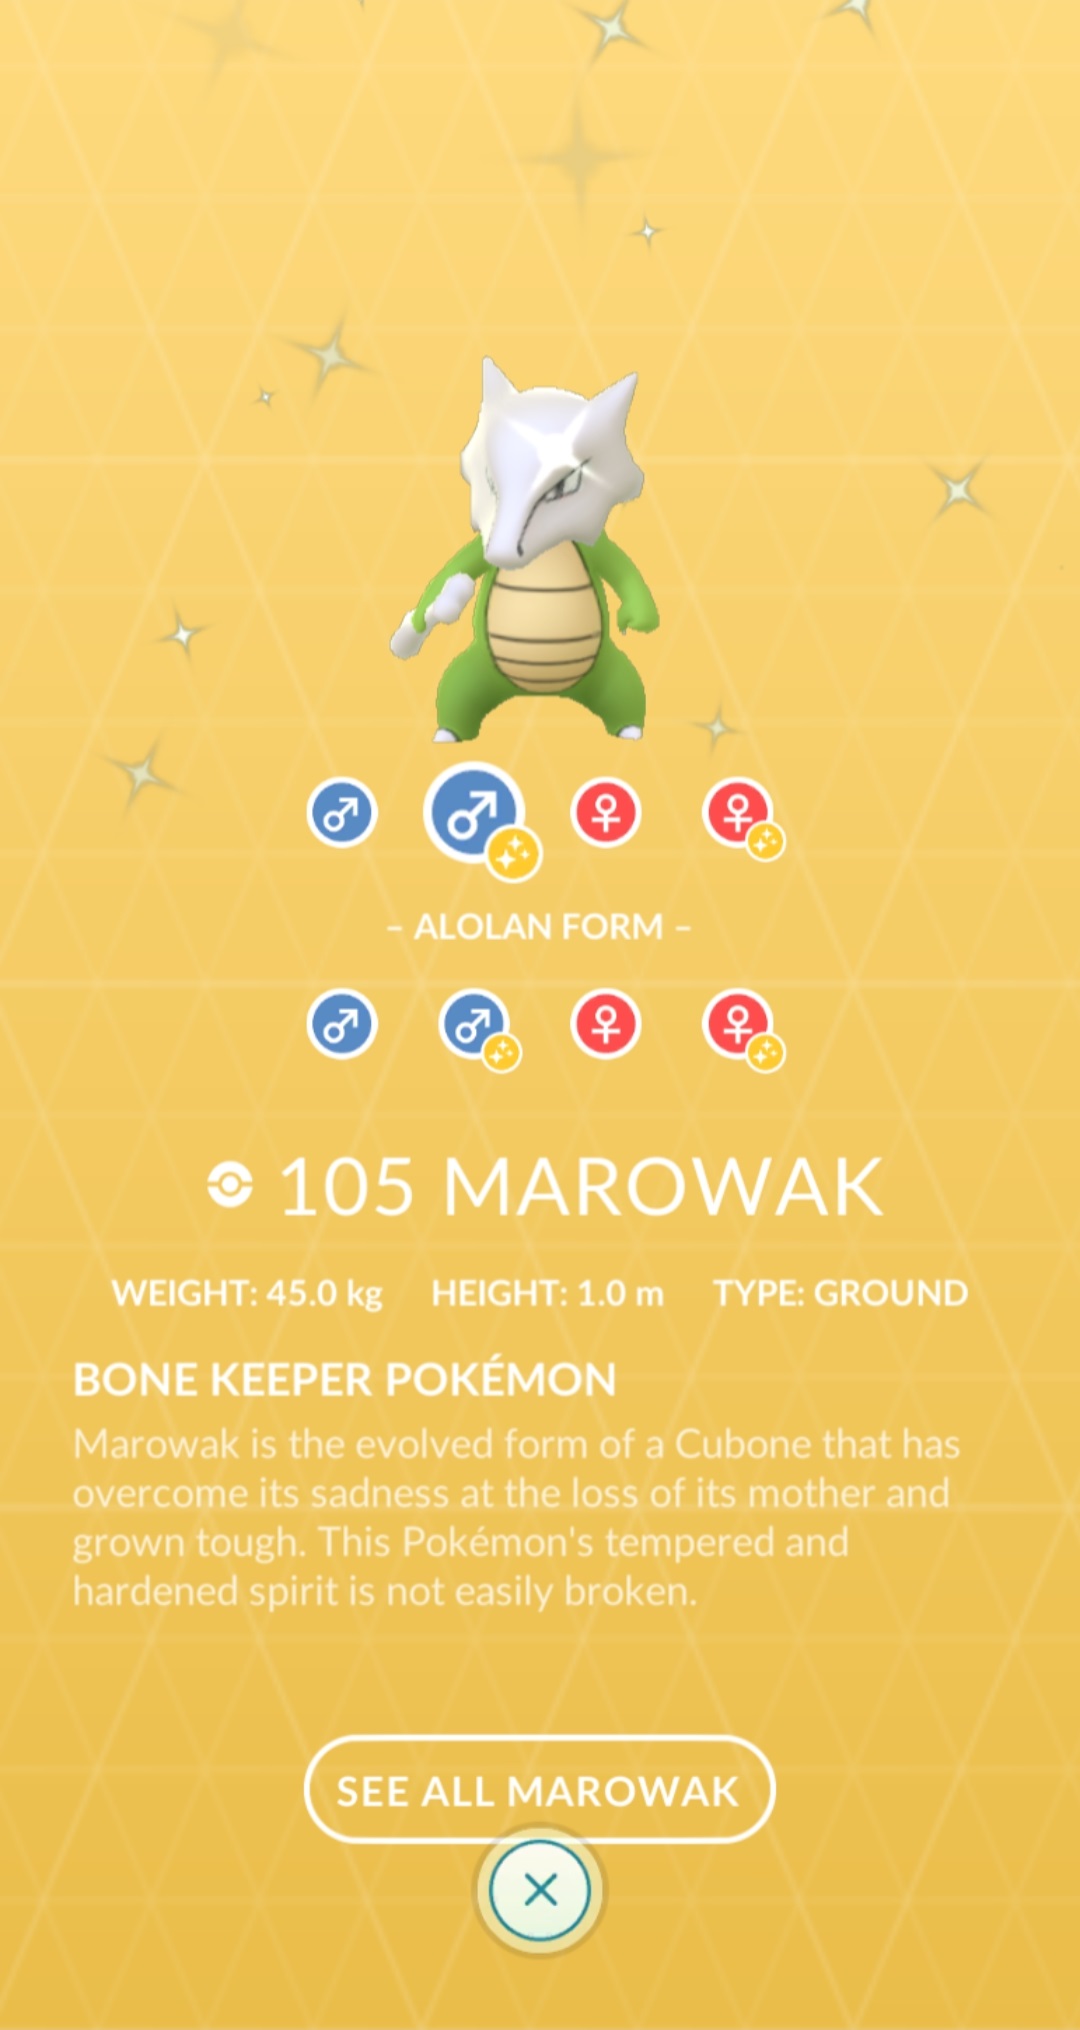 – ALOLAN FORM –
105 MAROWAK
WEIGHT: 45.0 kg HEIGHT: 1.0 m TYPE: GROUND
BONE KEEPER POKÉMON
Marowak is the evolved form of a Cubone that has
overcome its sadness at the loss of its mother and
grown tough. This Pokémon's tempered and
hardened spirit is not easily broken.
SEE ALL MAROWAK